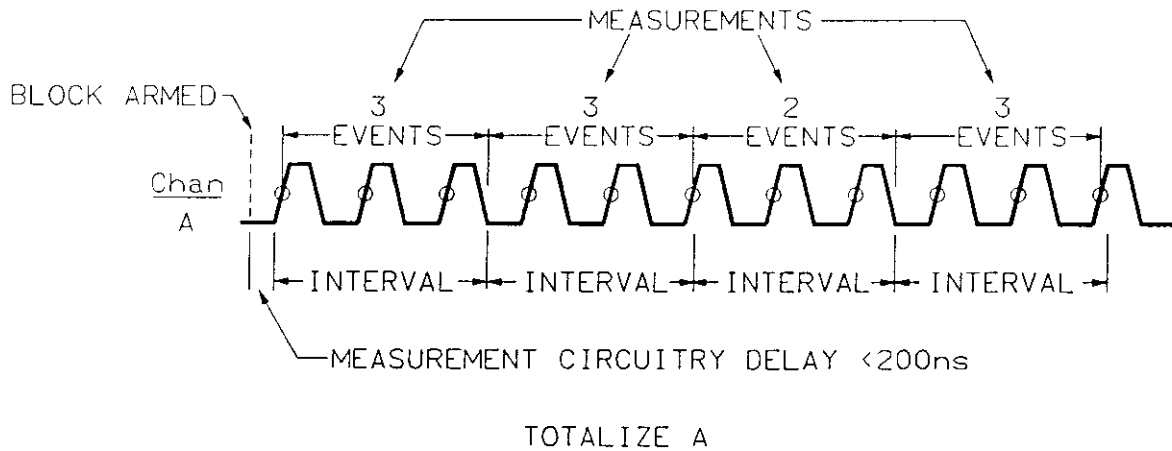 MEASUREMENTS
BLOCK ARMED
3 3 2 3
EVENTS EVENTS EVENTS EVENTS
Chan
A
INTERVAL INTERVAL INTERVAL INTERVAL
MEASUREMENT CIRCUITRY DELAY <200ns
TOTALIZE A